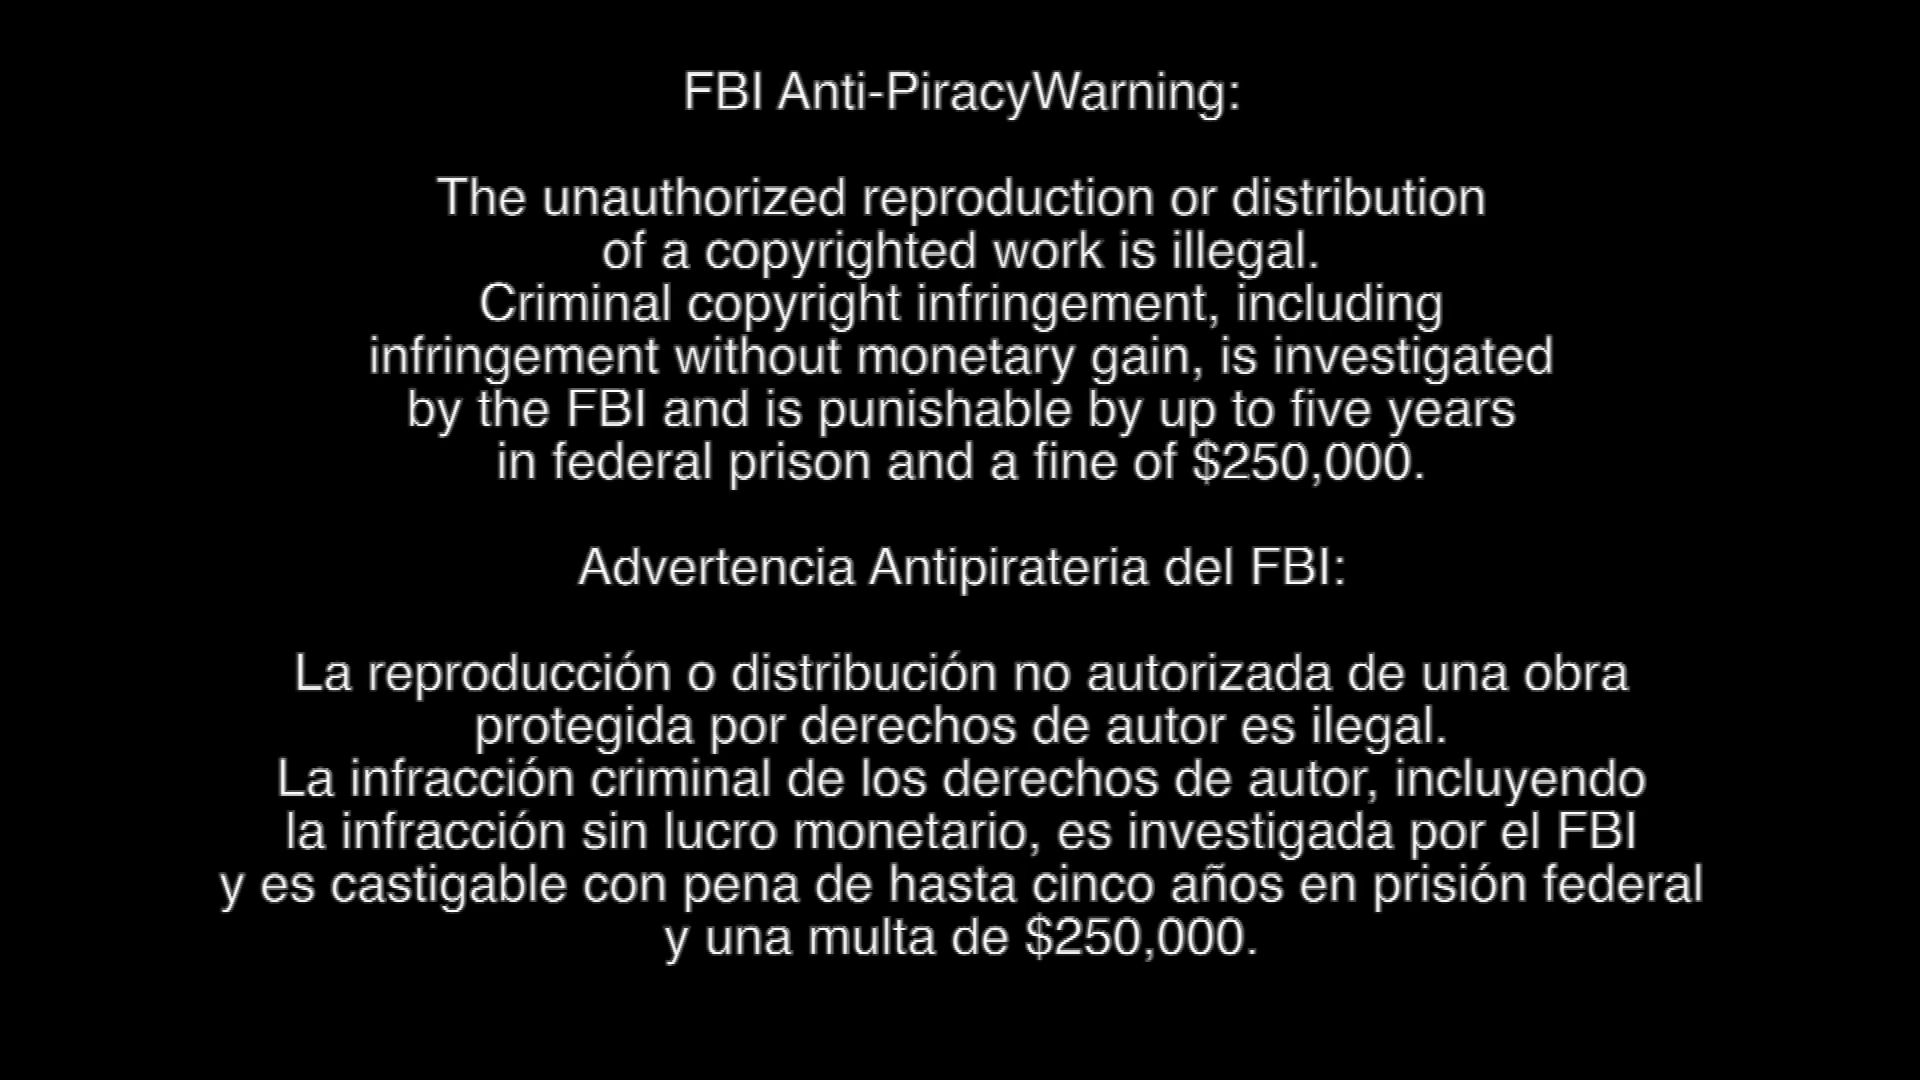 FBI Anti-PiracyWarning:
The unauthorized reproduction or distribution
of a copyrighted work is illegal.
Criminal copyright infringement, including
infringement without monetary gain, is investigated
by the FBI and is punishable by up to five years
in federal prison and a fine of $250,000.
Advertencia Antipirateria del FBI:
La reproducción o distribución no autorizada de una obra
protegida por derechos de autor es ilegal.
La infracción criminal de los derechos de autor, incluyendo
la infracción sin lucro monetario, es investigada por el FBI
y es castigable con pena de hasta cinco años en prisión federal
y una multa de $250,000.